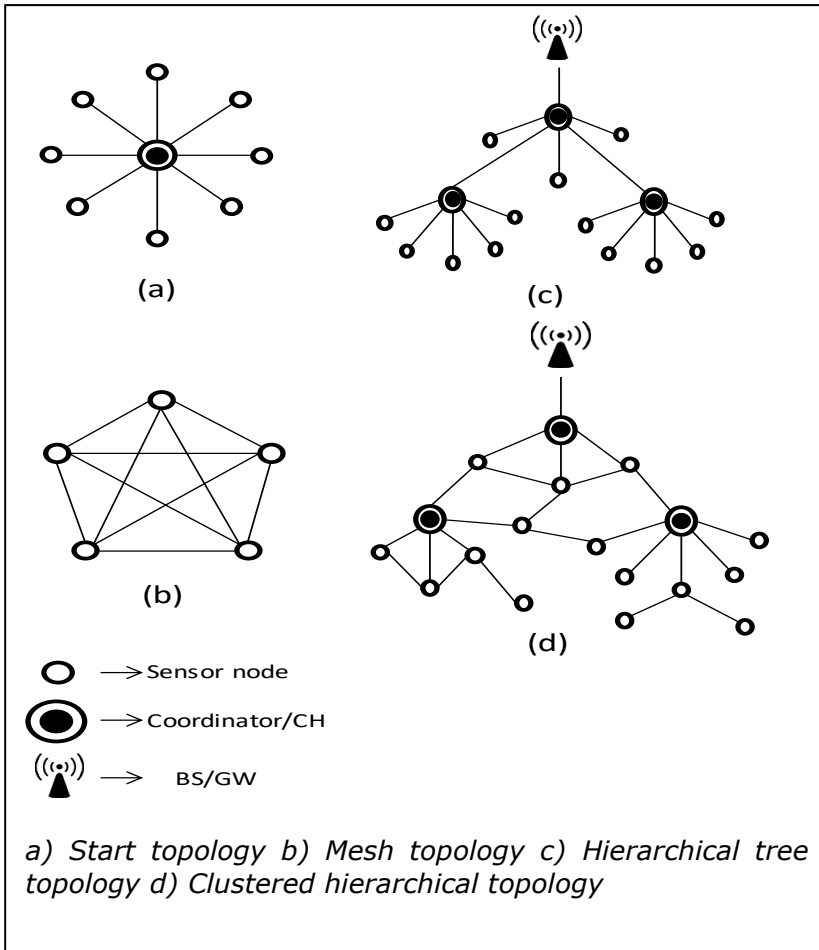 (a)
(c)
(b)
(d)
Sensor node
Coordinator/CH
BS/GW
a) Start topology b) Mesh topology c) Hierarchical tree
topology d) Clustered hierarchical topology